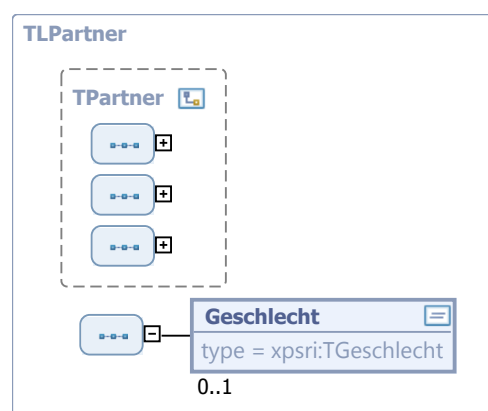 TLPartner
TPartner
Geschlecht
type = xpsri:TGeschlecht
0..1